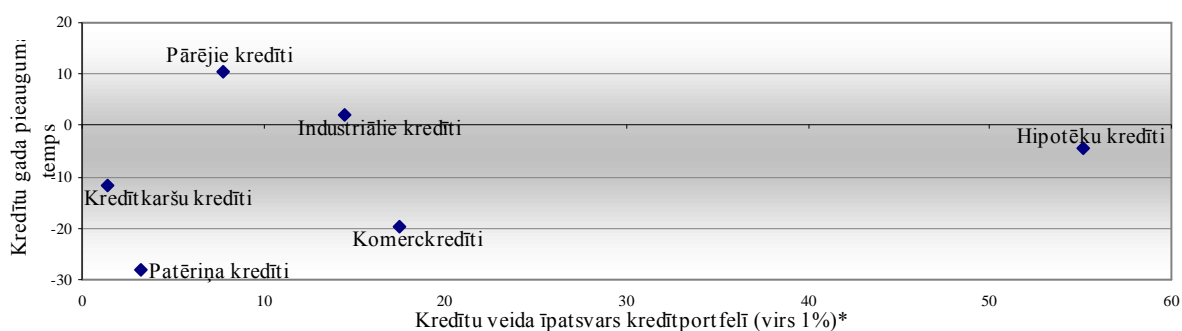 20
Pārējie kredīti
10
Industriālie kredīti
0
Hipotēku kredīti
-10
Kredītkaršu kredīti
-20
Komerckredīti
Patēriņa kredīti
-30
0 10 20 30 40 50 60
Kredītu gada pieaugum
temps
Kredītu veida īpatsvars kredītportfelī (virs 1%)*